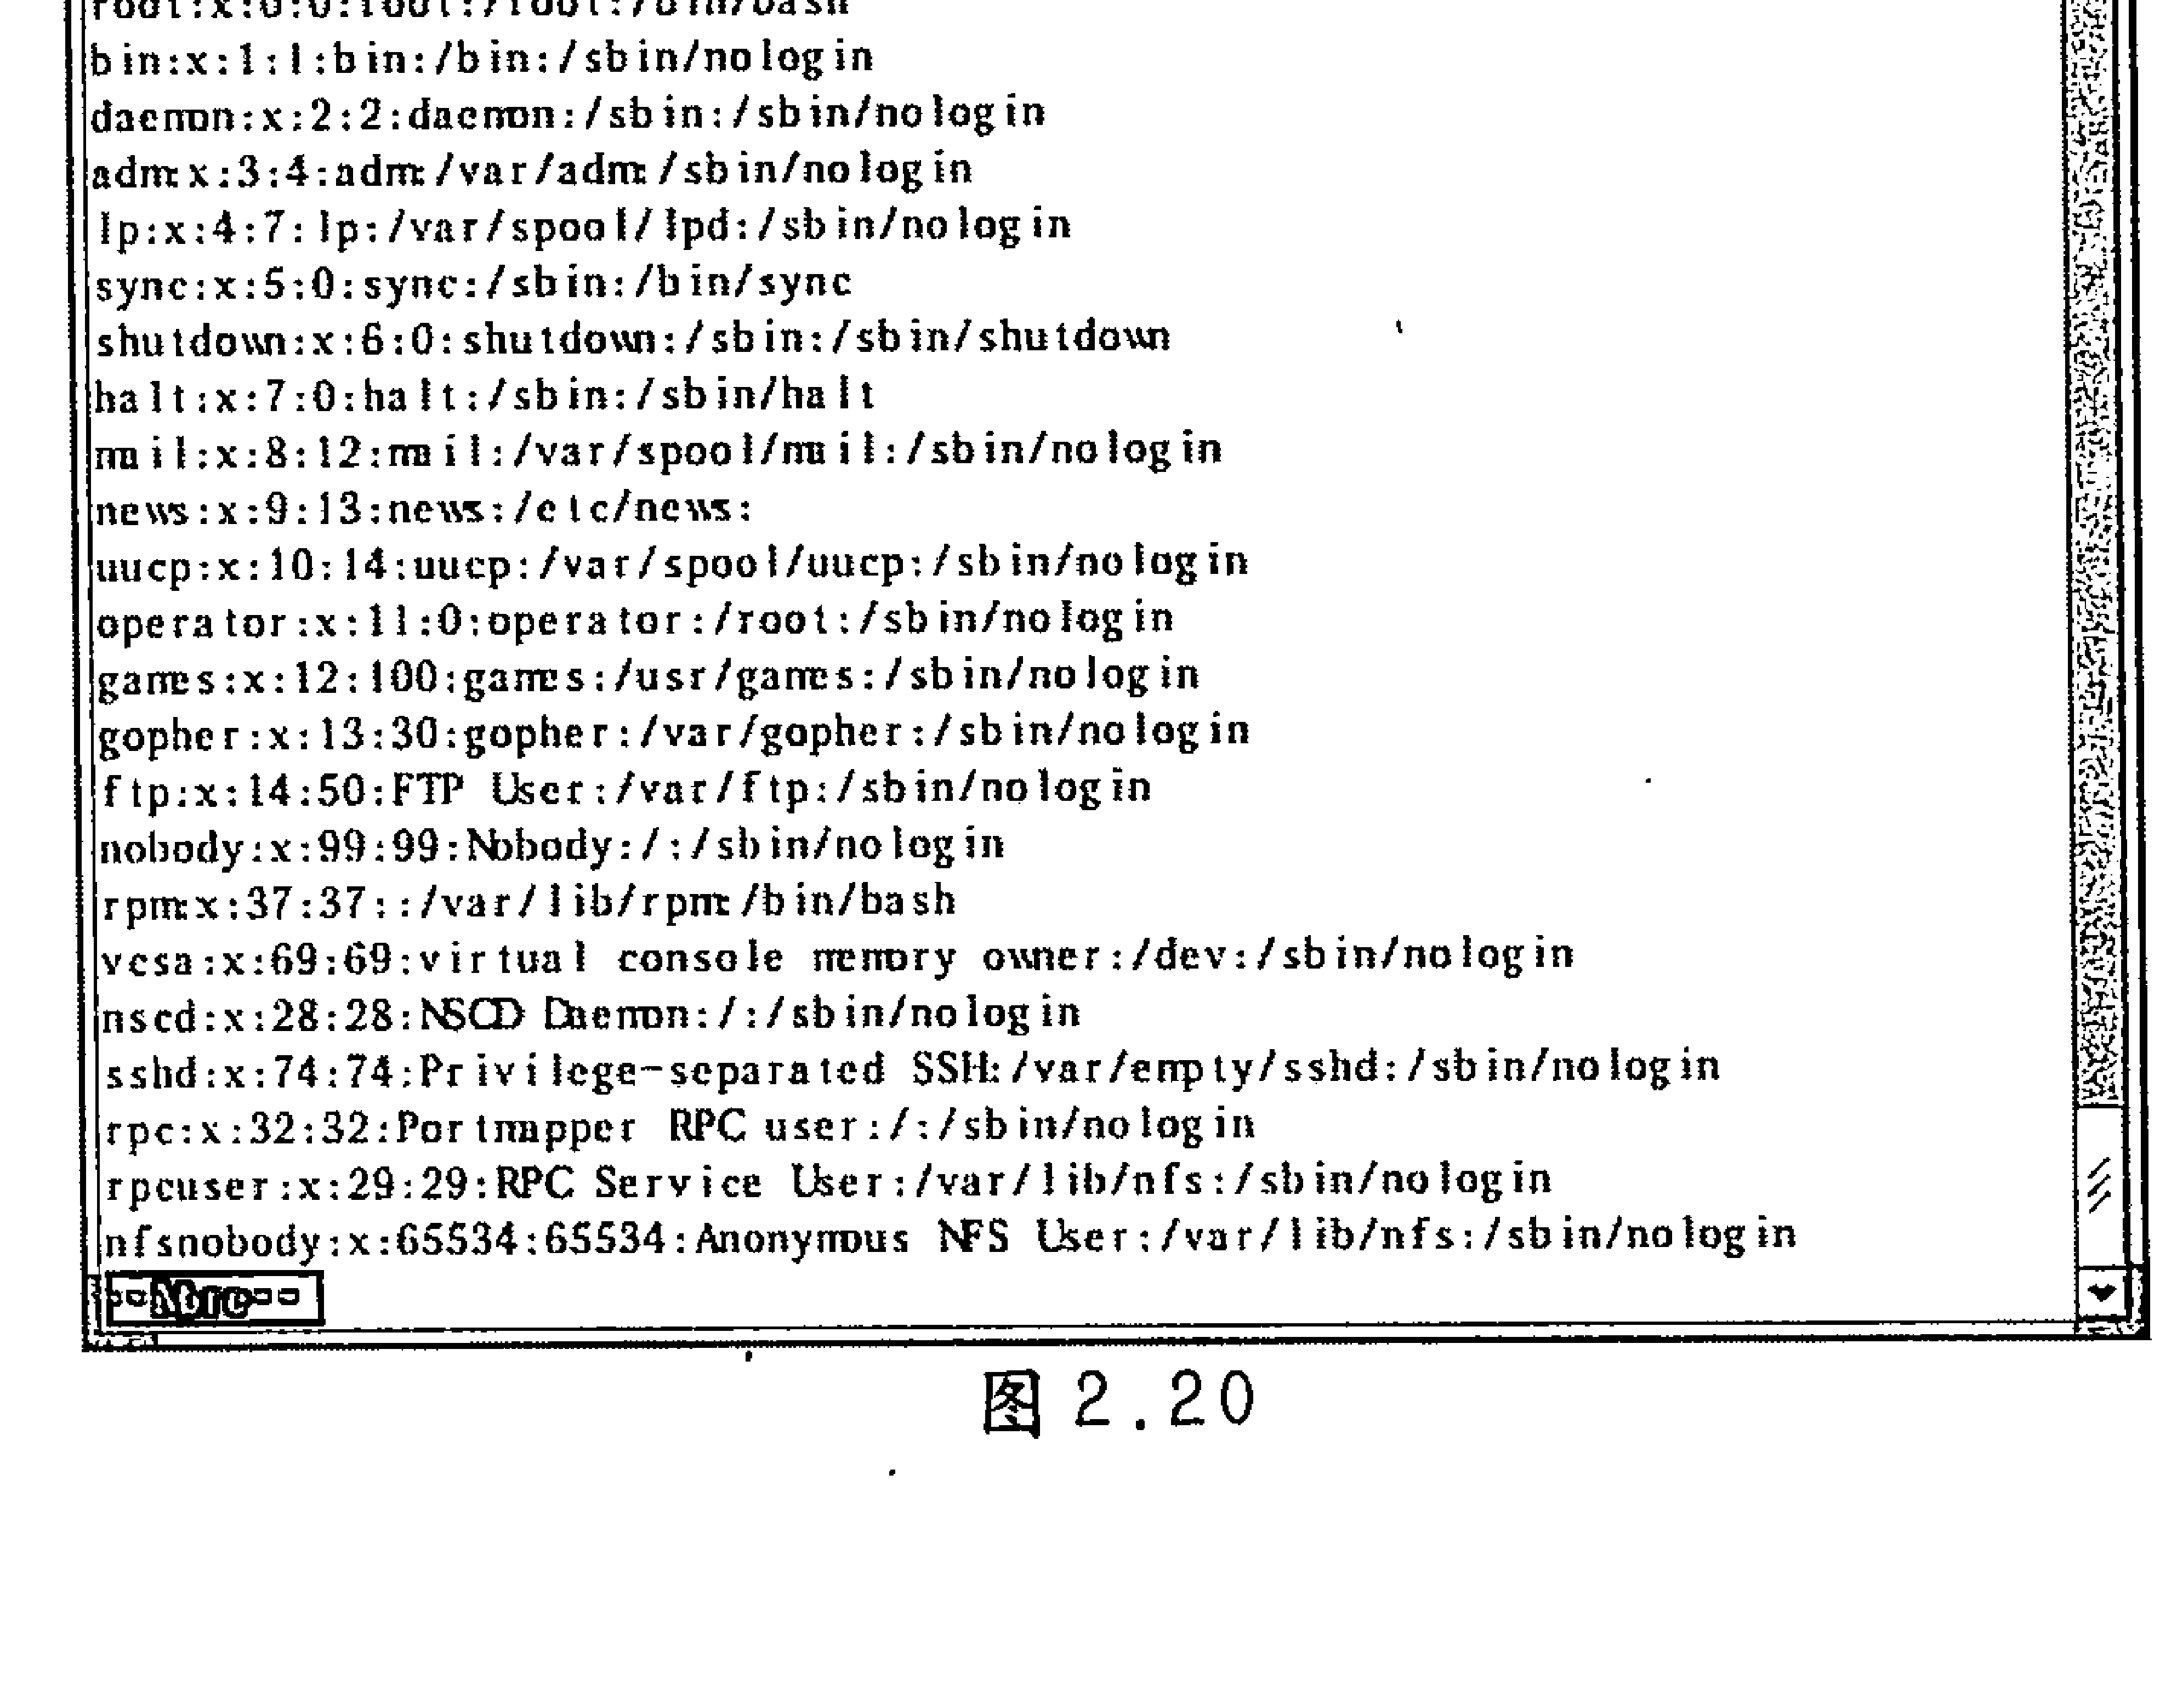 root:x:0:0:root:/root:/bin/bash
bin:x:1:1:bin:/bin:/sbin/nologin
daemon:x:2:2:daemon:/sbin:/sbin/nologin
adm:x:3:4:adm:/var/adm:/sbin/nologin
lp:x:4:7:lp:/var/spool/lpd:/sbin/nologin
sync:x:5:0:sync:/sbin:/bin/sync
shutdown:x:6:0:shutdown:/sbin:/sbin/shutdown
halt:x:7:0:halt:/sbin:/sbin/halt
mail:x:8:12:mail:/var/spool/mail:/sbin/nologin
news:x:9:13:news:/etc/news:
uucp:x:10:14:uucp:/var/spool/uucp:/sbin/nologin
operator:x:11:0:operator:/root:/sbin/nologin
games:x:12:100:games:/usr/games:/sbin/nologin
gopher:x:13:30:gopher:/var/gopher:/sbin/nologin
ftp:x:14:50:FTP User:/var/ftp:/sbin/nologin
nobody:x:99:99:Nobody:/:/sbin/nologin
rpm:x:37:37::/var/lib/rpm:/bin/bash
vcsa:x:69:69:virtual console memory owner:/dev:/sbin/nologin
nscd:x:28:28:NSCD Daemon:/:/sbin/nologin
sshd:x:74:74:Privilege-separated SSH:/var/empty/sshd:/sbin/nologin
rpc:x:32:32:Portmapper RPC user:/:/sbin/nologin
rpcuser:x:29:29:RPC Service User:/var/lib/nfs:/sbin/nologin
nfsnobody:x:65534:65534:Anonymous NFS User:/var/lib/nfs:/sbin/nologin
--More--
图 2.20